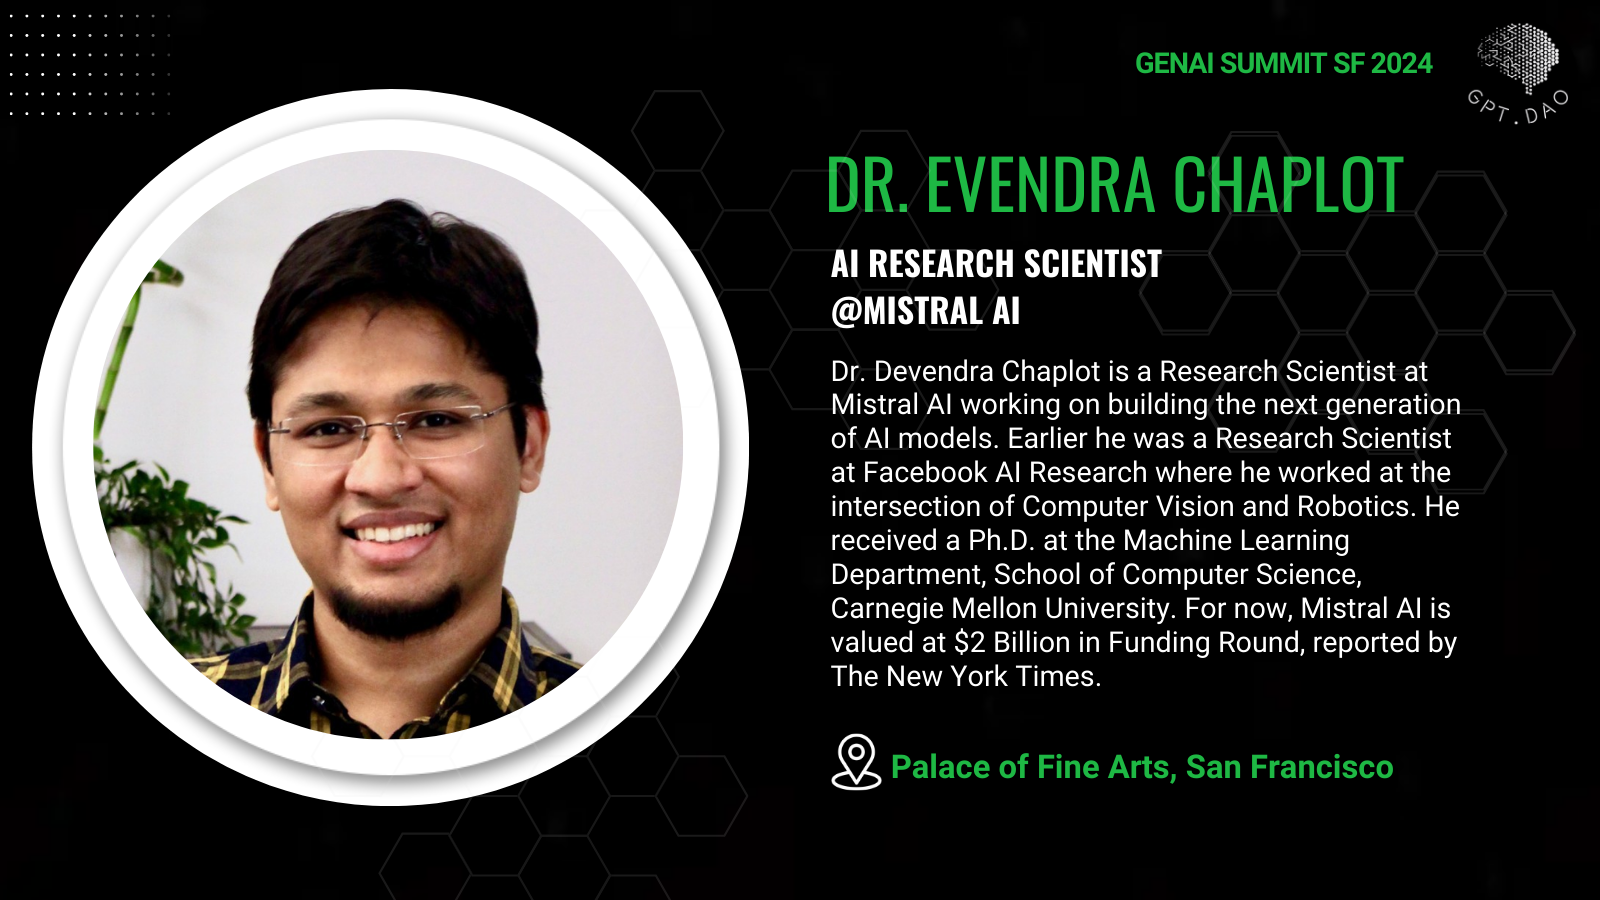 GENAI SUMMIT SF 2024
GPT.DAO
DR. EVENDRA CHAPLOT
AI RESEARCH SCIENTIST
@MISTRAL AI
Dr. Devendra Chaplot is a Research Scientist at
Mistral AI working on building the next generation
of AI models. Earlier he was a Research Scientist
at Facebook AI Research where he worked at the
intersection of Computer Vision and Robotics. He
received a Ph.D. at the Machine Learning
Department, School of Computer Science,
Carnegie Mellon University. For now, Mistral AI is
valued at $2 Billion in Funding Round, reported by
The New York Times.
Palace of Fine Arts, San Francisco